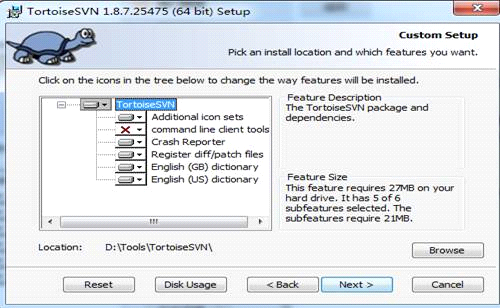 TortoiseSVN 1.8.7.25475 (64 bit) Setup
Custom Setup
Pick an install location and which features you want.
Click on the icons in the tree below to change the way features will be installed.
TortoiseSVN
Additional icon sets
command line client tools
Crash Reporter
Register diff/patch files
English (GB) dictionary
English (US) dictionary
Feature Description
The TortoiseSVN package and
dependencies.
Feature Size
This feature requires 27MB on your
hard drive. It has 5 of 6
subfeatures selected. The
subfeatures require 21MB.
Location: D:\Tools\TortoiseSVN\
Browse
Reset Disk Usage < Back Next > Cancel